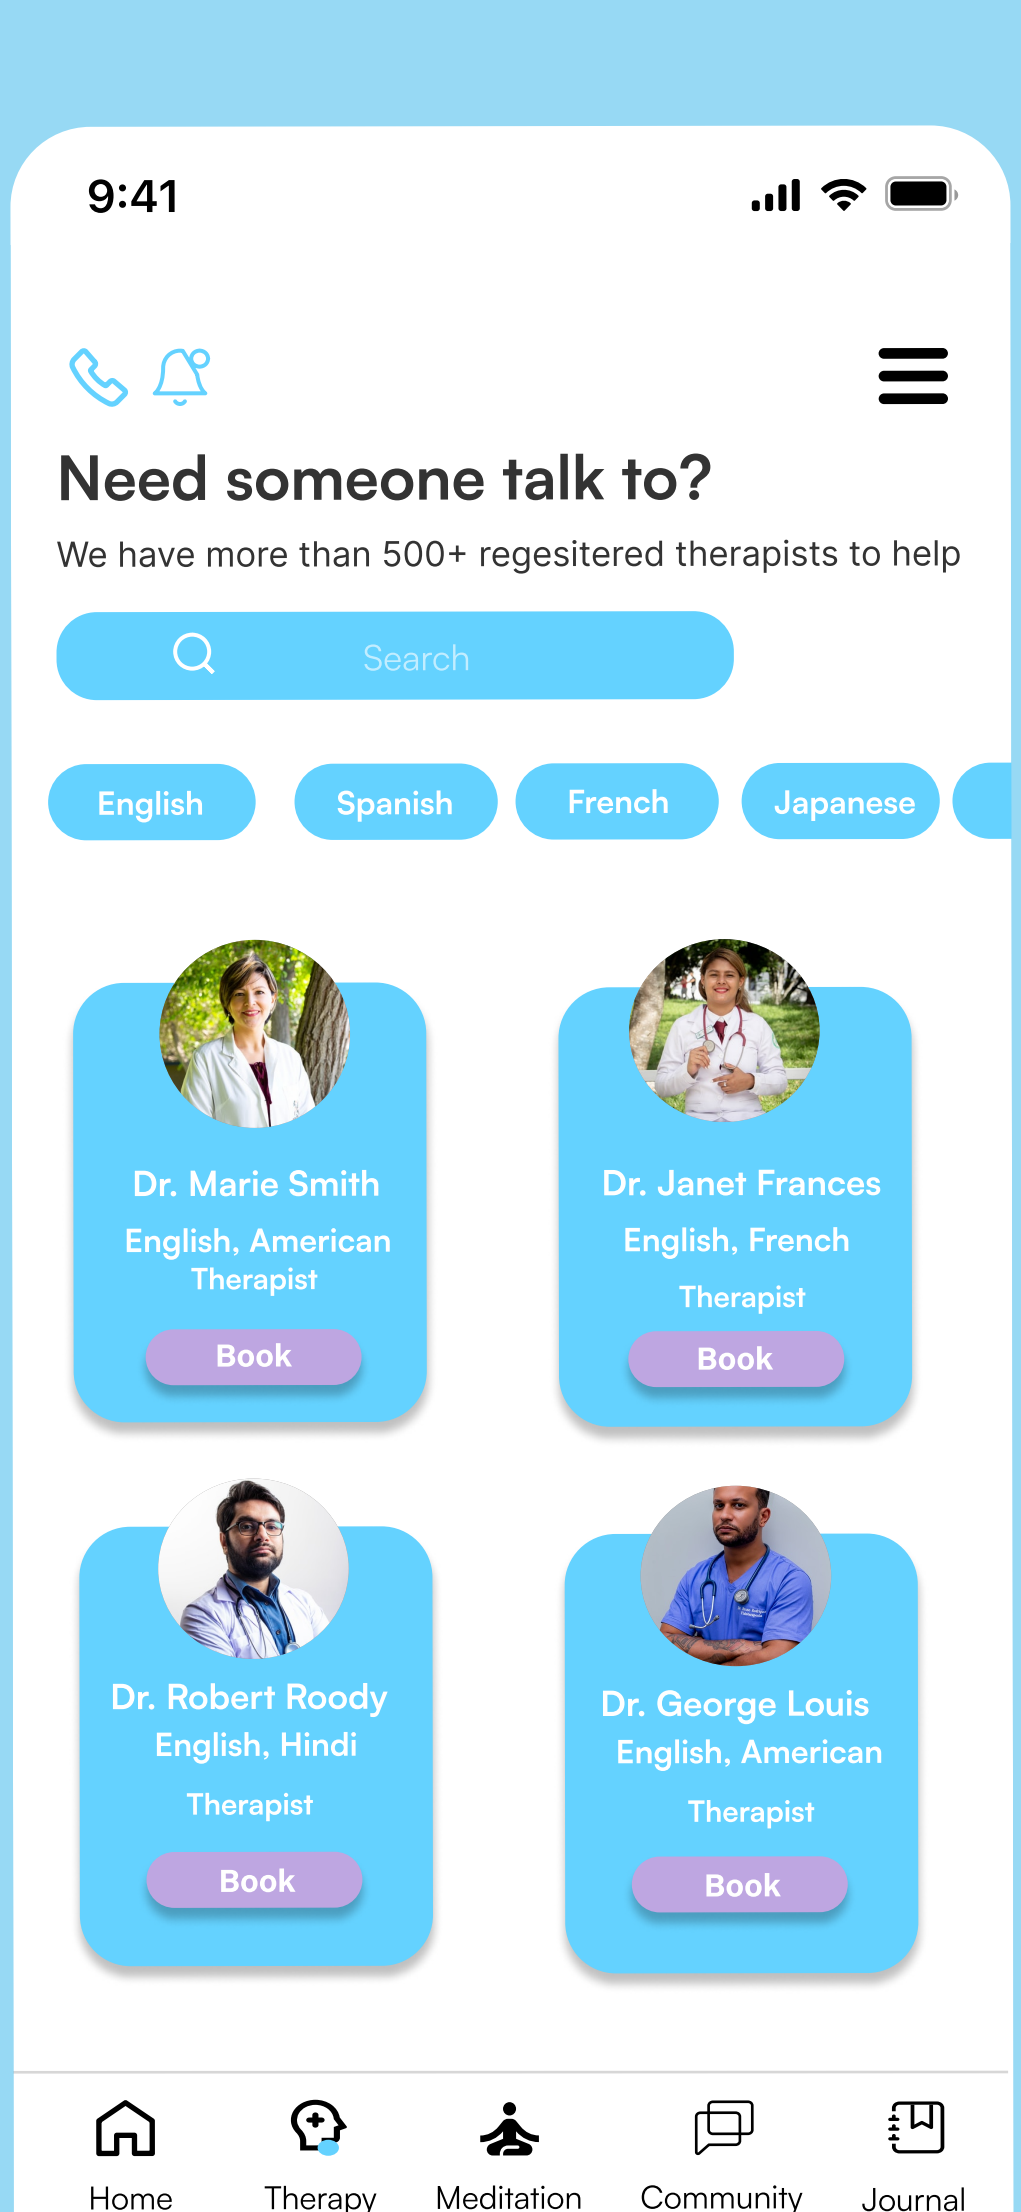 9:41
Need someone talk to?
We have more than 500+ regesitered therapists to help
Search
English Spanish French Japanese
Dr. Marie Smith
English, American
Therapist
Book
Dr. Janet Frances
English, French
Therapist
Book
Dr. Robert Roody
English, Hindi
Therapist
Book
Dr. George Louis
English, American
Therapist
Book
Home Therapy Meditation Community Journal